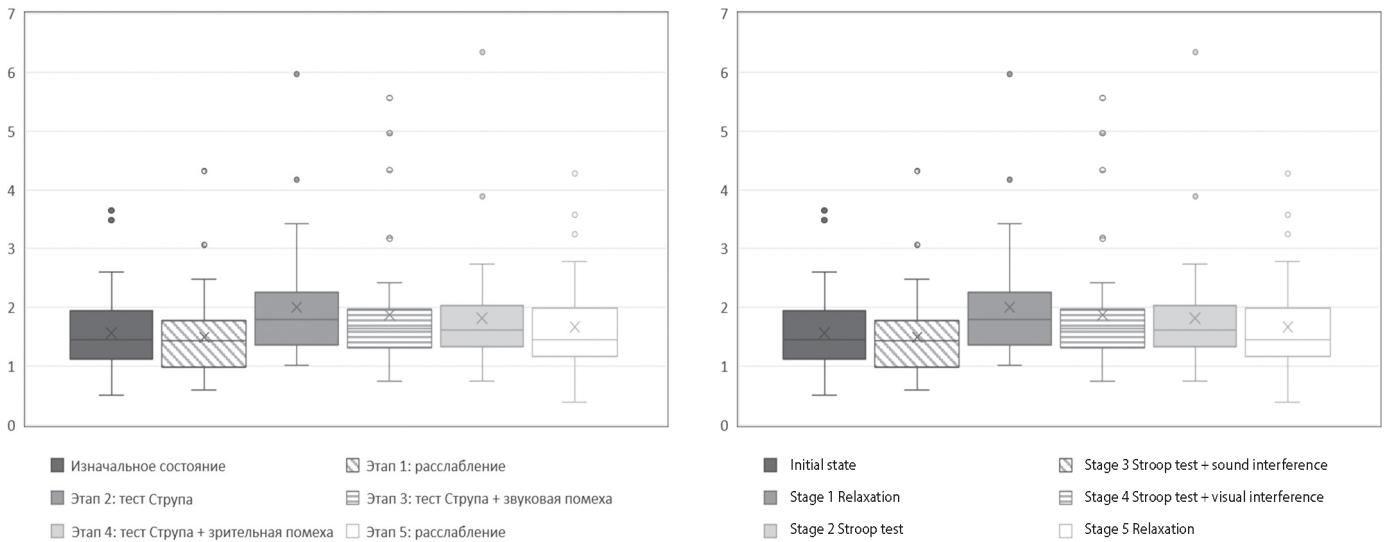 7
6
5
4
3
2
1
0
Изначальное состояние
Этап 1: расслабление
Этап 2: тест Струпа
Этап 3: тест Струпа + звуковая помеха
Этап 4: тест Струпа + зрительная помеха
Этап 5: расслабление
7
6
5
4
3
2
1
0
Initial state
Stage 3 Stroop test + sound interference
Stage 1 Relaxation
Stage 4 Stroop test + visual interference
Stage 2 Stroop test
Stage 5 Relaxation